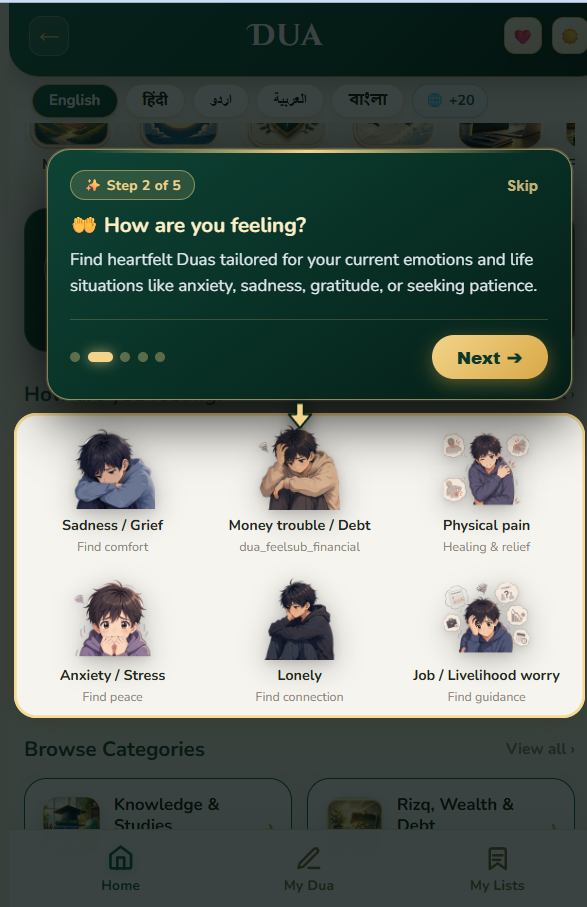 DUA
English
हिंदी
اردو
العربية
বাংলা
+20
Step 2 of 5
Skip
How are you feeling?
Find heartfelt Duas tailored for your current emotions and life
situations like anxiety, sadness, gratitude, or seeking patience.
Next →
Sadness / Grief
Find comfort
Money trouble / Debt
dua_feelsub_financial
Physical pain
Healing & relief
Anxiety / Stress
Find peace
Lonely
Find connection
Job / Livelihood worry
Find guidance
Browse Categories
View all ›
Knowledge &
Studies
Rizq, Wealth &
Debt
Home
My Dua
My Lists